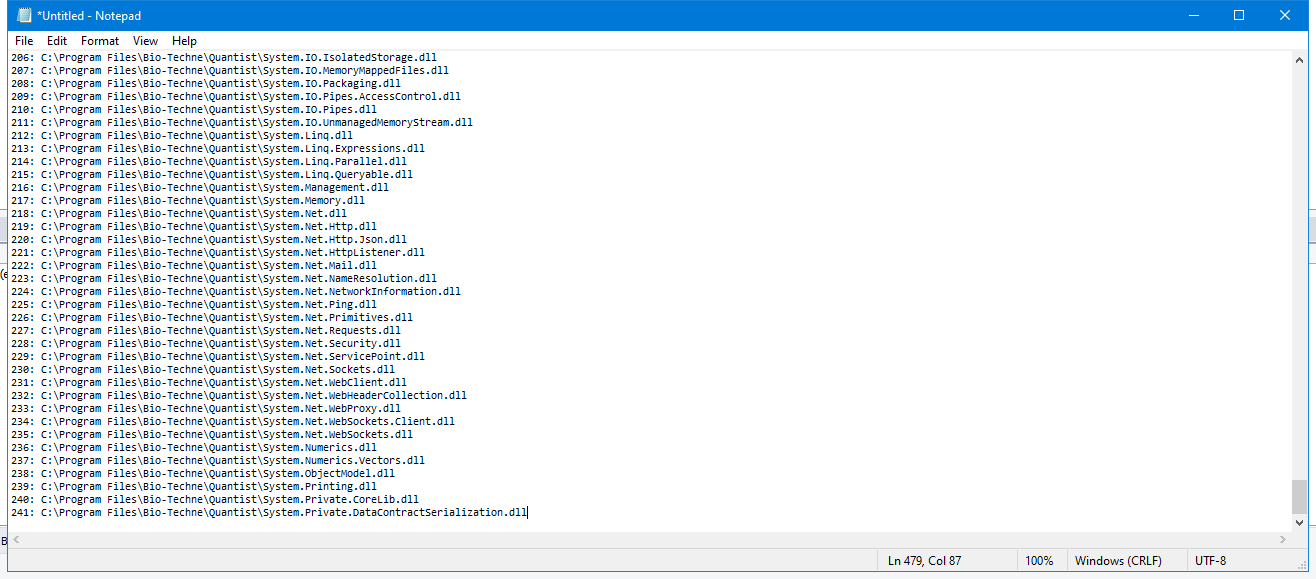 *Untitled - Notepad
File Edit Format View Help
206: C:\Program Files\Bio-Techne\Quantist\System.IO.IsolatedStorage.dll
207: C:\Program Files\Bio-Techne\Quantist\System.IO.MemoryMappedFiles.dll
208: C:\Program Files\Bio-Techne\Quantist\System.IO.Packaging.dll
209: C:\Program Files\Bio-Techne\Quantist\System.IO.Pipes.AccessControl.dll
210: C:\Program Files\Bio-Techne\Quantist\System.IO.Pipes.dll
211: C:\Program Files\Bio-Techne\Quantist\System.IO.UnmanagedMemoryStream.dll
212: C:\Program Files\Bio-Techne\Quantist\System.Linq.dll
213: C:\Program Files\Bio-Techne\Quantist\System.Linq.Expressions.dll
214: C:\Program Files\Bio-Techne\Quantist\System.Linq.Parallel.dll
215: C:\Program Files\Bio-Techne\Quantist\System.Linq.Queryable.dll
216: C:\Program Files\Bio-Techne\Quantist\System.Management.dll
217: C:\Program Files\Bio-Techne\Quantist\System.Memory.dll
218: C:\Program Files\Bio-Techne\Quantist\System.Net.dll
219: C:\Program Files\Bio-Techne\Quantist\System.Net.Http.dll
220: C:\Program Files\Bio-Techne\Quantist\System.Net.Http.Json.dll
221: C:\Program Files\Bio-Techne\Quantist\System.Net.HttpListener.dll
222: C:\Program Files\Bio-Techne\Quantist\System.Net.Mail.dll
223: C:\Program Files\Bio-Techne\Quantist\System.Net.NameResolution.dll
224: C:\Program Files\Bio-Techne\Quantist\System.Net.NetworkInformation.dll
225: C:\Program Files\Bio-Techne\Quantist\System.Net.Ping.dll
226: C:\Program Files\Bio-Techne\Quantist\System.Net.Primitives.dll
227: C:\Program Files\Bio-Techne\Quantist\System.Net.Requests.dll
228: C:\Program Files\Bio-Techne\Quantist\System.Net.Security.dll
229: C:\Program Files\Bio-Techne\Quantist\System.Net.ServicePoint.dll
230: C:\Program Files\Bio-Techne\Quantist\System.Net.Sockets.dll
231: C:\Program Files\Bio-Techne\Quantist\System.Net.WebClient.dll
232: C:\Program Files\Bio-Techne\Quantist\System.Net.WebHeaderCollection.dll
233: C:\Program Files\Bio-Techne\Quantist\System.Net.WebProxy.dll
234: C:\Program Files\Bio-Techne\Quantist\System.Net.WebSockets.Client.dll
235: C:\Program Files\Bio-Techne\Quantist\System.Net.WebSockets.dll
236: C:\Program Files\Bio-Techne\Quantist\System.Numerics.dll
237: C:\Program Files\Bio-Techne\Quantist\System.Numerics.Vectors.dll
238: C:\Program Files\Bio-Techne\Quantist\System.ObjectModel.dll
239: C:\Program Files\Bio-Techne\Quantist\System.Printing.dll
240: C:\Program Files\Bio-Techne\Quantist\System.Private.CoreLib.dll
241: C:\Program Files\Bio-Techne\Quantist\System.Private.DataContractSerialization.dll
Ln 479, Col 87 100% Windows (CRLF) UTF-8